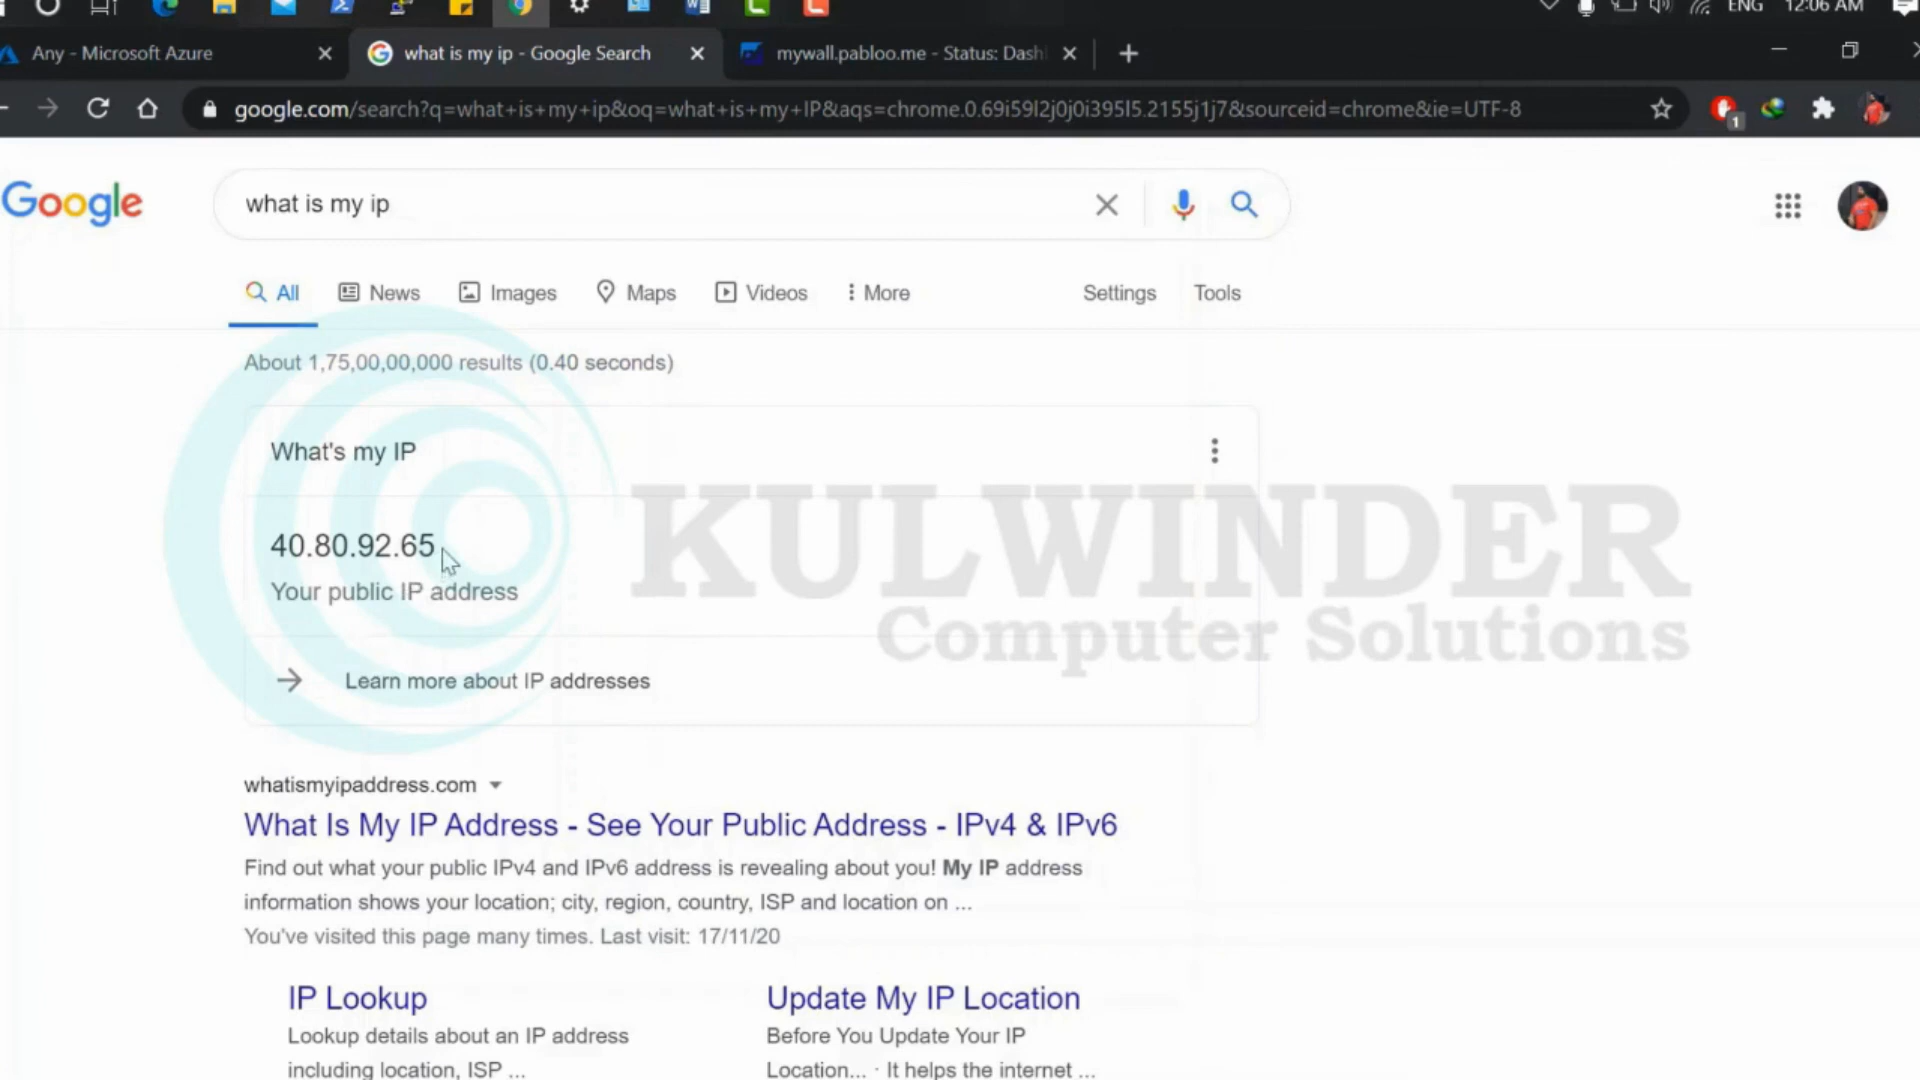 ENG 12:06 AM
Any - Microsoft Azure
what is my ip - Google Search
mywall.pabloo.me - Status: Dash
google.com/search?q=what+is+my+ip&oq=what+is+my+IP&aqs=chrome.0.69i59l2j0j0i395l5.2155j1j7&sourceid=chrome&ie=UTF-8
1
Google
what is my ip
All News Images Maps Videos More Settings Tools
About 1,75,00,00,000 results (0.40 seconds)
What's my IP
40.80.92.65
Your public IP address
KULWINDER
Computer Solutions
Learn more about IP addresses
whatismyipaddress.com
What Is My IP Address - See Your Public Address - IPv4 & IPv6
Find out what your public IPv4 and IPv6 address is revealing about you! My IP address
information shows your location; city, region, country, ISP and location on ...
You've visited this page many times. Last visit: 17/11/20
IP Lookup
Lookup details about an IP address
including location, ISP ...
Update My IP Location
Before You Update Your IP
Location... · It helps the internet ...